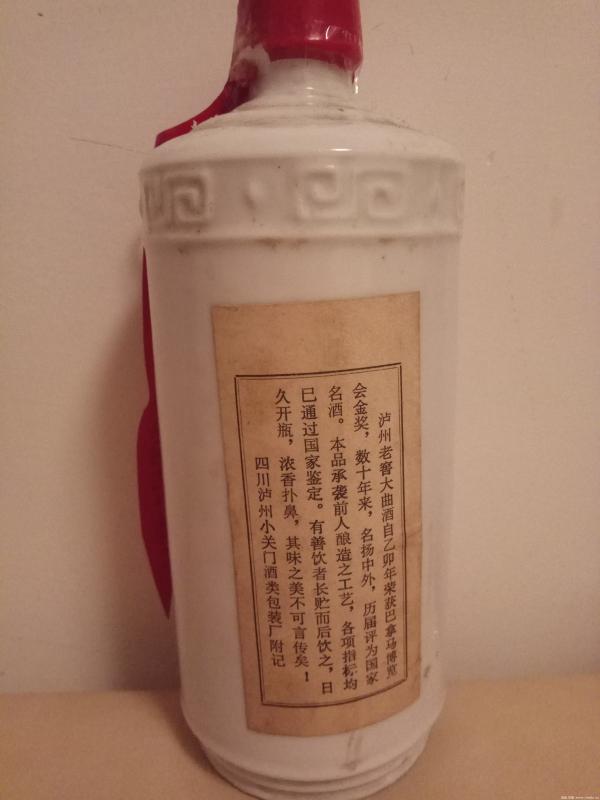 泸州老窖大曲酒自乙卯年荣获巴拿马博览
会金奖，数十年来，名扬中外，历届评为国家
名酒。本品承袭前人酿造之工艺，各项指标均
已通过国家鉴定。有善饮者长贮而后饮之，日
久开瓶，浓香扑鼻，其味之美不可言传矣！
四川泸州小关门酒类包装厂附记